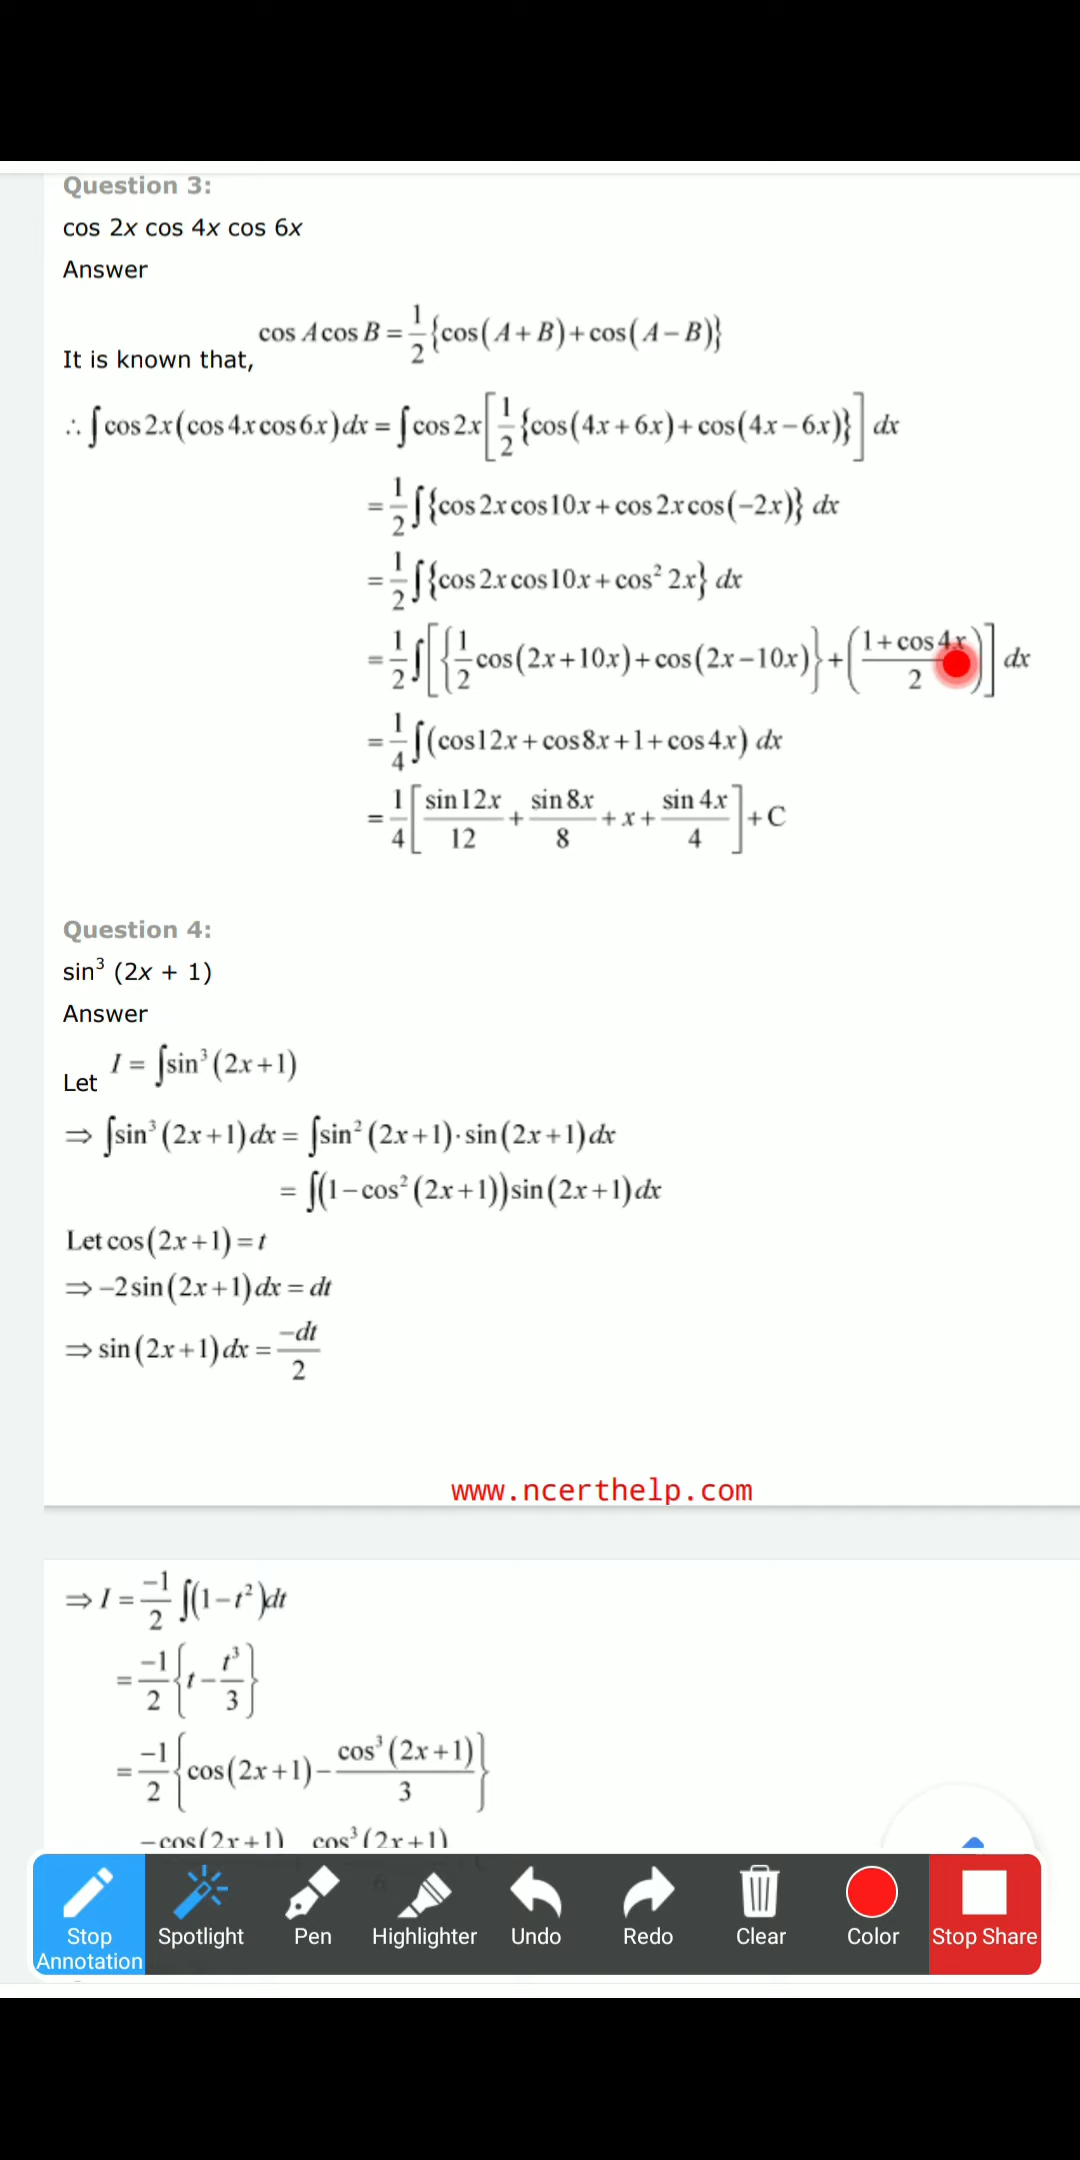 Question 3:
cos 2x cos 4x cos 6x
Answer
It is known that, cos A cos B = 1/2 {cos(A + B) + cos(A − B)}
∴ ∫cos 2x (cos 4x cos 6x) dx = ∫cos 2x [1/2 {cos(4x + 6x) + cos(4x − 6x)}] dx
= 1/2 ∫{cos 2x cos 10x + cos 2x cos(−2x)} dx
= 1/2 ∫{cos 2x cos 10x + cos² 2x} dx
= 1/2 ∫[{1/2 cos(2x + 10x) + cos(2x − 10x)} + ((1 + cos 4x)/2)] dx
= 1/4 ∫(cos 12x + cos 8x + 1 + cos 4x) dx
= 1/4 [sin 12x/12 + sin 8x/8 + x + sin 4x/4] + C
Question 4:
sin³ (2x + 1)
Answer
Let I = ∫sin³ (2x + 1)
⇒ ∫sin³ (2x + 1) dx = ∫sin² (2x + 1) · sin(2x + 1) dx
= ∫(1 − cos² (2x + 1)) sin(2x + 1) dx
Let cos(2x + 1) = t
⇒ −2 sin(2x + 1) dx = dt
⇒ sin(2x + 1) dx = −dt/2
www.ncerthelp.com
⇒ I = −1/2 ∫(1 − t²) dt
= −1/2 {t − t³/3}
= −1/2 {cos(2x + 1) − cos³ (2x + 1)/3}
−cos(2x + 1) cos³ (2x + 1)
Stop Annotation
Spotlight
Pen
Highlighter
Undo
Redo
Clear
Color
Stop Share